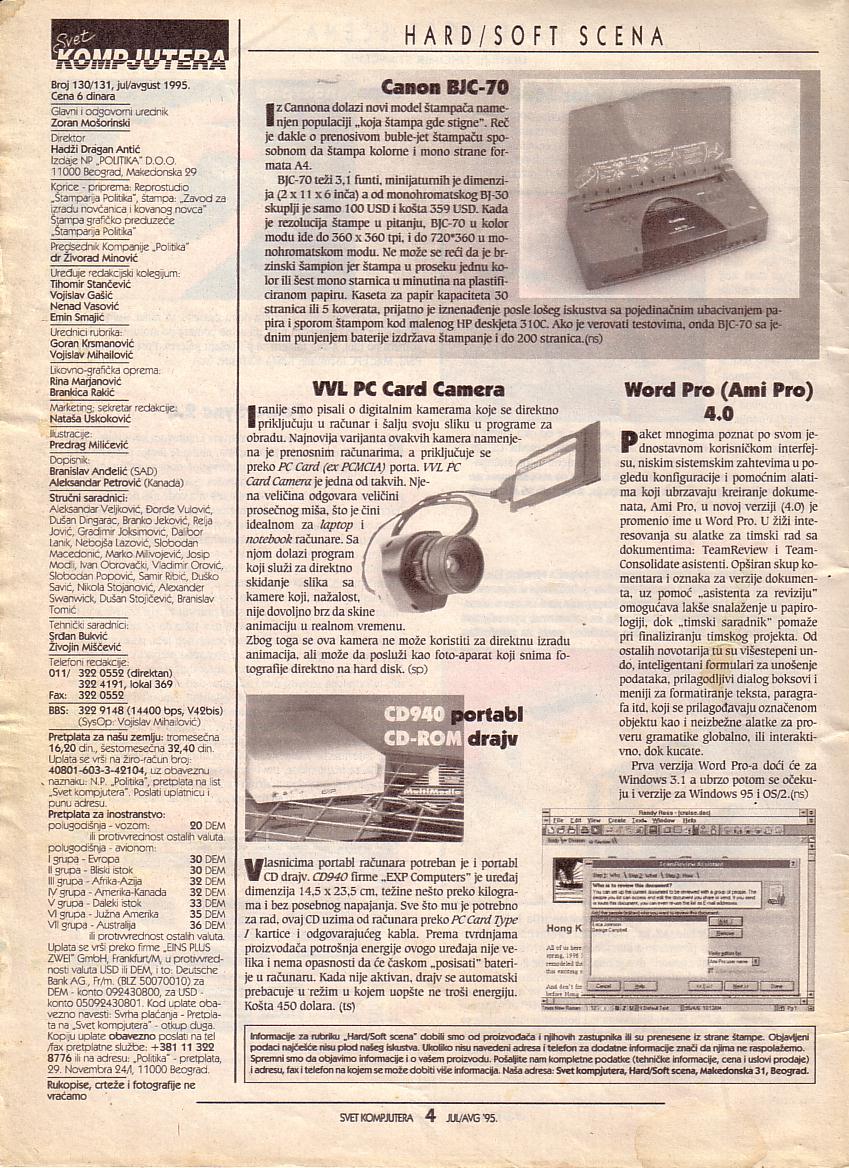 Svet
KOMPJUTERA
Broj 130/131, jul/avgust 1995.
Cena 6 dinara
Glavni i odgovorni urednik
Zoran Mošorinski
Direktor
Hadži Dragan Antić
Izdaje NP „POLITIKA" D.O.O.
11000 Beograd, Makedonska 29
Korice - priprema: Reprostudio
„Štamparija Politika", štampa: „Zavod za
izradu novčanica i kovanog novca"
Štampa grafičko preduzeće
„Štamparija Politika"
Predsednik Kompanije „Politika"
dr Živorad Minović
Uređuje redakcijski kolegijum:
Tihomir Stančević
Vojislav Gašić
Nenad Vasović
Emin Smajić
Urednici rubrika:
Goran Krsmanović
Vojislav Mihailović
Likovno-grafička oprema:
Rina Marjanović
Brankica Rakić
Marketing; sekretar redakcije:
Nataša Uskoković
Ilustracije:
Predrag Milićević
Dopisnik:
Branislav Anđelić (SAD)
Aleksandar Petrović (Kanada)
Stručni saradnici:
Aleksandar Veljković, Đorđe Vulović,
Dušan Dingarac, Branko Jeković, Relja
Jović, Gradimir Joksimović, Dalibor
Lanik, Nebojša Lazović, Slobodan
Macedonić, Marko Milivojević, Josip
Modli, Ivan Obrovački, Vladimir Orović,
Slobodan Popović, Samir Ribić, Duško
Savić, Nikola Stojanović, Alexander
Swanwick, Dušan Stojičević, Branislav
Tomić
Tehnički saradnici:
Srđan Bukvić
Živojin Mišćević
Telefoni redakcije:
011/ 322 0552 (direktan)
322 4191, lokal 369
Fax: 322 0552
BBS: 322 9148 (14400 bps, V42bis)
(SysOp: Vojislav Mihailović)
Pretplata za našu zemlju: tromesečna
16,20 din., šestomesečna 32,40 din.
Uplata se vrši na žiro-račun broj:
40801-603-3-42104, uz obaveznu
naznaku: N.P. „Politika", pretplata na list
„Svet kompjutera". Poslati uplatnicu i
punu adresu.
Pretplata za inostranstvo:
polugodišnja - vozom: 20 DEM
ili protivvrednost ostalih valuta.
polugodišnja - avionom:
I grupa - Evropa 30 DEM
II grupa - Bliski istok 30 DEM
III grupa - Afrika-Azija 32 DEM
IV grupa - Amerika-Kanada 32 DEM
V grupa - Daleki istok 33 DEM
VI grupa - Južna Amerika 35 DEM
VII grupa - Australija 36 DEM
ili protivvrednost ostalih valuta.
Uplata se vrši preko firme „EINS PLUS
ZWEI" GmbH, Frankfurt/M, u protivvred-
nosti valuta USD ili DEM, i to: Deutsche
Bank AG, Fr/m. (BLZ 50070010) za
DEM - konto 099430800, za USD -
konto 05092430801. Kod uplate oba-
vezno navesti: Svrha plaćanja - Pretpla-
ta na „Svet kompjutera" - otkup duga.
Kopiju uplate obavezno poslati na tel
/fax pretplatne službe: +381 11 322
8776 ili na adresu: „Politika" - pretplata,
29. Novembra 24/I, 11000 Beograd.
Rukopise, crteže i fotografije ne
vraćamo
HARD/SOFT SCENA
Canon BJC-70
Iz Cannona dolazi novi model štampača name-
njen populaciji „koja štampa gde stigne". Reč
je dakle o prenosivom buble-jet štampaču spo-
sobnom da štampa kolorne i mono strane for-
mata A4.
BJC-70 teži 3,1 funti, minijaturnih je dimenzi-
ja (2 x 11 x 6 inča) a od monohromatskog BJ-30
skuplji je samo 100 USD i košta 359 USD. Kada
je rezolucija štampe u pitanju, BJC-70 u kolor
modu ide do 360 x 360 tpi, i do 720*360 u mo-
nohromatskom modu. Ne može se reći da je br-
zinski šampion jer štampa u proseku jednu ko-
lor ili šest mono starnica u minutina na plastifi-
ciranom papiru. Kaseta za papir kapaciteta 30
stranica ili 5 koverata, prijatno je iznenađenje posle lošeg iskustva sa pojedinačnim ubacivanjem pa-
pira i sporom štampom kod malenog HP deskjeta 310C. Ako je verovati testovima, onda BJC-70 sa je-
dnim punjenjem baterije izdržava štampanje i do 200 stranica.(ns)
VVL PC Card Camera
Iranije smo pisali o digitalnim kamerama koje se direktno
priključuju u računar i šalju svoju sliku u programe za
obradu. Najnovija varijanta ovakvih kamera namenje-
na je prenosnim računarima, a priključuje se
preko PC Card (ex PCMCIA) porta. VVL PC
Card Camera je jedna od takvih. Nje-
na veličina odgovara veličini
prosečnog miša, što je čini
idealnom za laptop i
notebook računare. Sa
njom dolazi program
koji služi za direktno
skidanje slika sa
kamere koji, nažalost,
nije dovoljno brz da skine
animaciju u realnom vremenu.
Zbog toga se ova kamera ne može koristiti za direktnu izradu
animacija, ali može da posluži kao foto-aparat koji snima fo-
tografije direktno na hard disk. (sp)
CD940 portabl
CD-ROM drajv
MultiMedia
Vlasnicima portabl računara potreban je i portabl
CD drajv. CD940 firme „EXP Computers" je uređaj
dimenzija 14,5 x 23,5 cm, težine nešto preko kilogra-
ma i bez posebnog napajanja. Sve što mu je potrebno
za rad, ovaj CD uzima od računara preko PC Card Type
I kartice i odgovarajućeg kabla. Prema tvrdnjama
proizvođača potrošnja energije ovogo uređaja nije ve-
lika i nema opasnosti da će časkom „posisati" bateri-
je u računaru. Kada nije aktivan, drajv se automatski
prebacuje u režim u kojem uopšte ne troši energiju.
Košta 450 dolara. (ts)
Word Pro (Ami Pro)
4.0
Paket mnogima poznat po svom je-
dnostavnom korisničkom interfej-
su, niskim sistemskim zahtevima u po-
gledu konfiguracije i pomoćnim alati-
ma koji ubrzavaju kreiranje dokume-
nata, Ami Pro, u novoj verziji (4.0) je
promenio ime u Word Pro. U žiži inte-
resovanja su alatke za timski rad sa
dokumentima: TeamReview i Team-
Consolidate asistenti. Opširan skup ko-
mentara i oznaka za verzije dokumen-
ta, uz pomoć „asistenta za reviziju"
omogućava lakše snalaženje u papiro-
logiji, dok „timski saradnik" pomaže
pri finaliziranju timskog projekta. Od
ostalih novotarija tu su višestepeni un-
do, inteligentani formulari za unošenje
podataka, prilagodljivi dialog boxovi i
meniji za formatiranje teksta, paragra-
fa itd, koji se prilagođavaju označenom
objektu kao i neizbežne alatke za pro-
veru gramatike globalno, ili interakti-
vno, dok kucate.
Prva verzija Word Pro-a doći će za
Windows 3.1 a ubrzo potom se očeku-
ju i verzije za Windows 95 i OS/2.(ns)
File Edit View Create Text Window Help
TeamReview Assistant
Who is to review this document?
George Campbell
Hong K
All of us
spring, 1996
Cancel Help Next >> Done
Informacije za rubriku „Hard/Soft scena" dobili smo od proizvođača i njihovih zastupnika ili su prenesene iz strane štampe. Objavljeni
podaci najčešće nisu plod našeg iskustva. Ukoliko nisu navedeni adresa i telefon za dodatne informacije znači da njima ne raspolažemo.
Spremni smo da objavimo informacije i o vašem proizvodu. Pošaljite nam kompletne podatke (tehničke informacije, cena i uslovi prodaje)
i adresu, fax i telefon na kojem se može dobiti više informacija. Naša adresa: Svet kompjutera, Hard/Soft scena, Makedonska 31, Beograd.
SVET KOMPJUTERA 4 JUL/AVG '95.